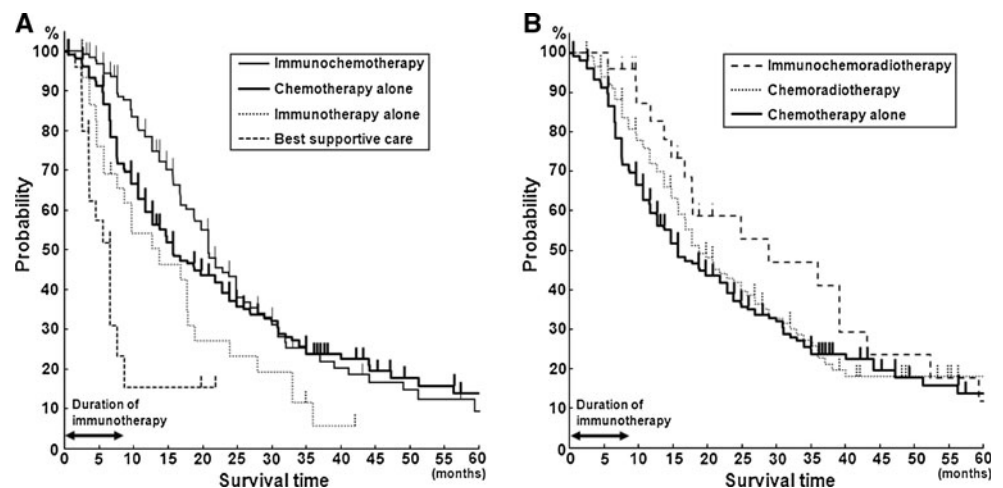 A
%
100
90
80
70
60
50
40
30
20
10
0
Probability
Immunochemotherapy
Chemotherapy alone
Immunotherapy alone
Best supportive care
Duration of
immunotherapy
0 5 10 15 20 25 30 35 40 45 50 55 60
(months)
Survival time
B
%
100
90
80
70
60
50
40
30
20
10
0
Probability
Immunochemoradiotherapy
Chemoradiotherapy
Chemotherapy alone
Duration of
immunotherapy
0 5 10 15 20 25 30 35 40 45 50 55 60
(months)
Survival time